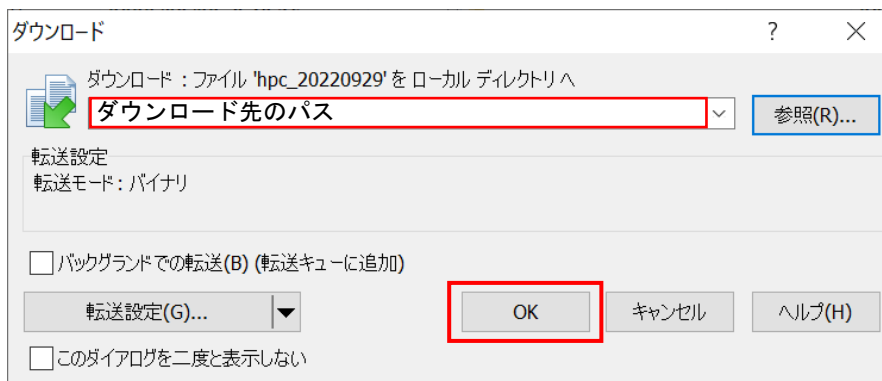 ダウンロード ?
ダウンロード : ファイル 'hpc_20220929' を ローカル ディレクトリ へ
ダウンロード先のパス 参照(R)...
転送設定
転送モード : バイナリ
バックグランドでの転送(B) (転送キューに追加)
転送設定(G)... OK キャンセル ヘルプ(H)
このダイアログを二度と表示しない